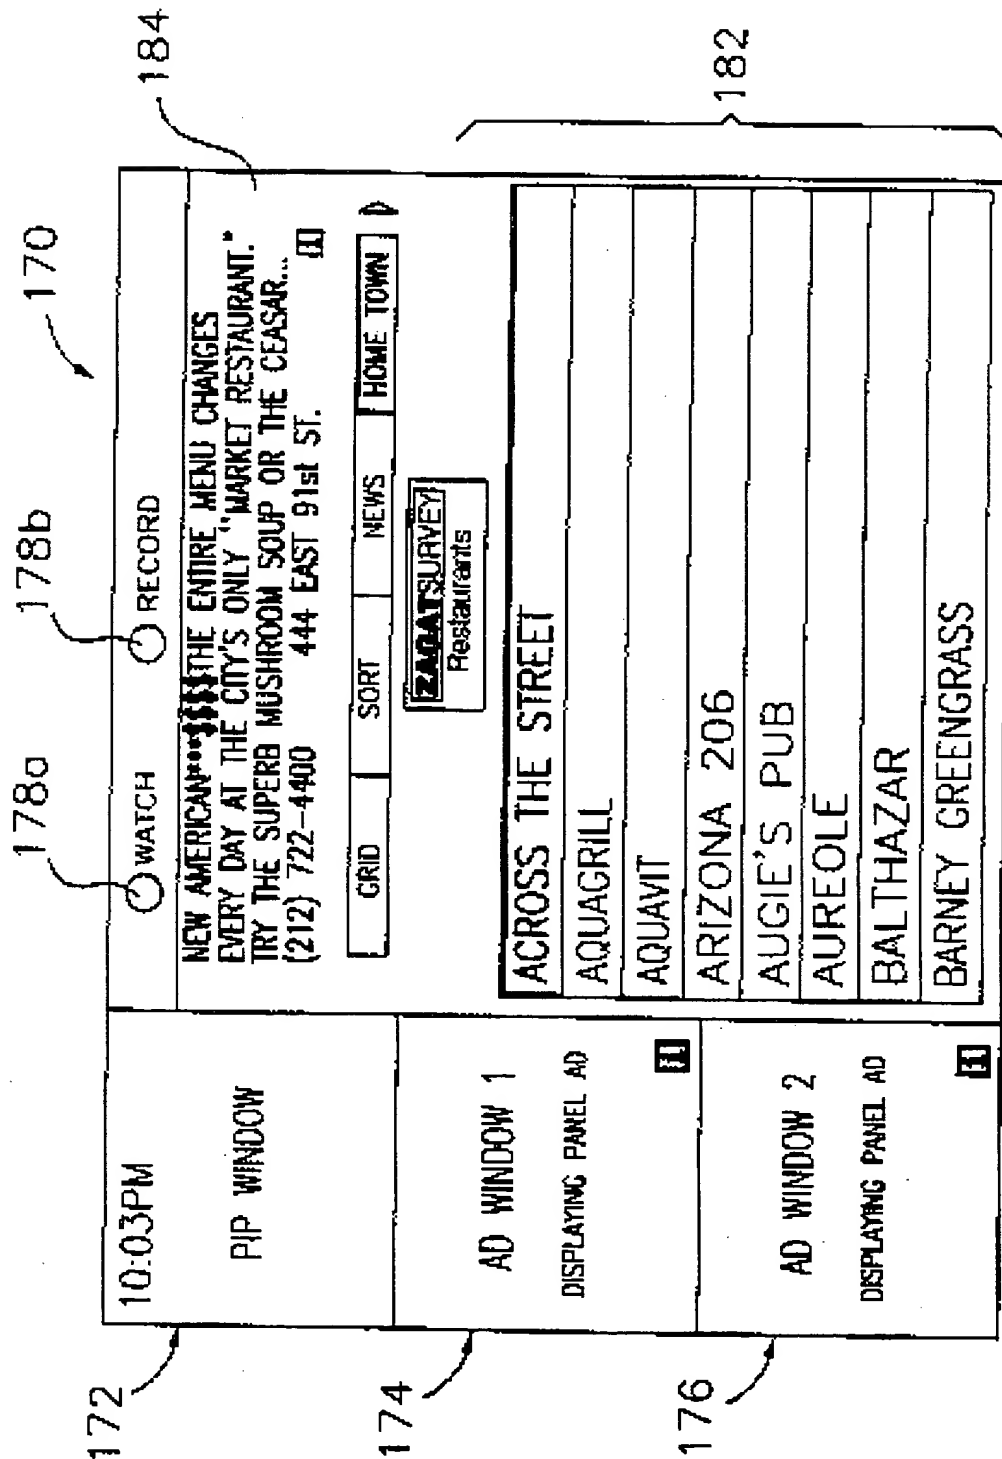 170
178a
178b
184
WATCH
RECORD
10:03PM
172
PIP WINDOW
NEW AMERICAN***$$$$THE ENTIRE MENU CHANGES
EVERY DAY AT THE CITY'S ONLY "MARKET RESTAURANT."
TRY THE SUPERB MUSHROOM SOUP OR THE CEASAR...
(212) 722-4400 444 EAST 91st ST.
i
GRID SORT NEWS HOME TOWN
174
AD WINDOW 1
DISPLAYING PANEL AD
i
ZAGATSURVEY
Restaurants
182
ACROSS THE STREET
AQUAGRILL
AQUAVIT
ARIZONA 206
AUGIE'S PUB
AUREOLE
BALTHAZAR
BARNEY GREENGRASS
176
AD WINDOW 2
DISPLAYING PANEL AD
i